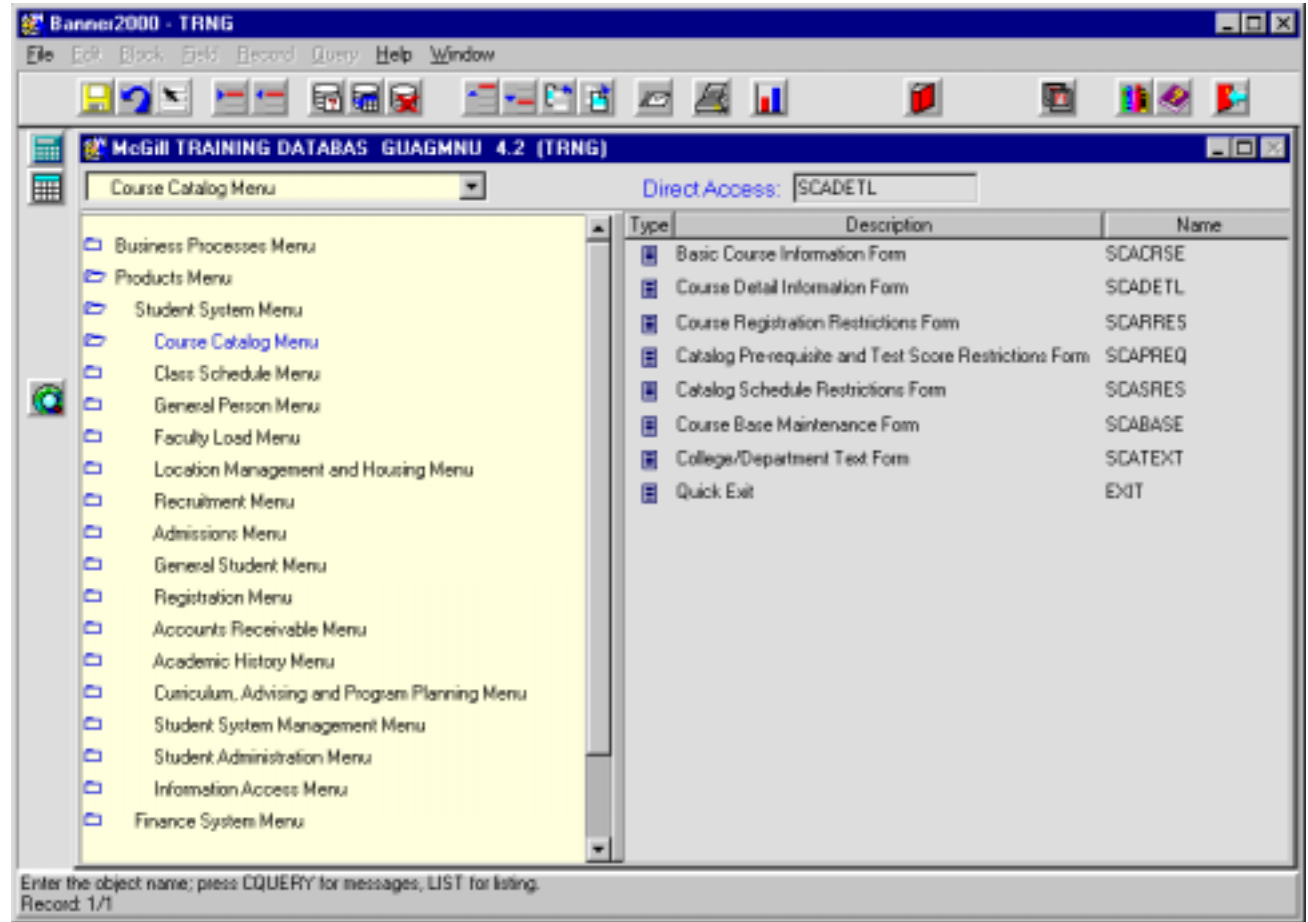 Banner2000 - TRNG
File Edit Block Field Record Query Help Window
McGill TRAINING DATABAS GUAGMNU 4.2 (TRNG)
Course Catalog Menu
Direct Access: SCADETL
Type Description Name
Business Processes Menu
Products Menu
Student System Menu
Course Catalog Menu
Class Schedule Menu
General Person Menu
Faculty Load Menu
Location Management and Housing Menu
Recruitment Menu
Admissions Menu
General Student Menu
Registration Menu
Accounts Receivable Menu
Academic History Menu
Curriculum, Advising and Program Planning Menu
Student System Management Menu
Student Administration Menu
Information Access Menu
Finance System Menu
Basic Course Information Form SCACRSE
Course Detail Information Form SCADETL
Course Registration Restrictions Form SCARRES
Catalog Pre-requisite and Test Score Restrictions Form SCAPREQ
Catalog Schedule Restrictions Form SCASRES
Course Base Maintenance Form SCABASE
College/Department Text Form SCATEXT
Quick Exit EXIT
Enter the object name; press CQUERY for messages, LIST for listing.
Record: 1/1